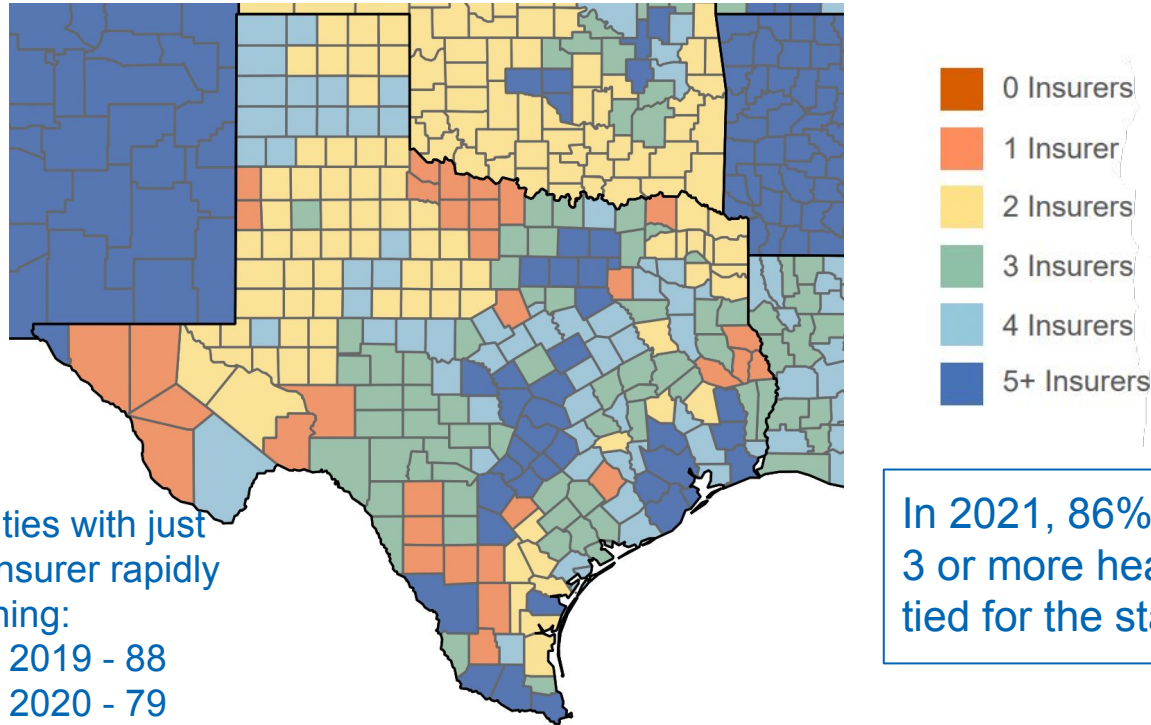 0 Insurers
1 Insurer
2 Insurers
3 Insurers
4 Insurers
5+ Insurers
ties with just
nsurer rapidly
ning:
2019 - 88
2020 - 79
In 2021, 86%
3 or more hea
tied for the sta